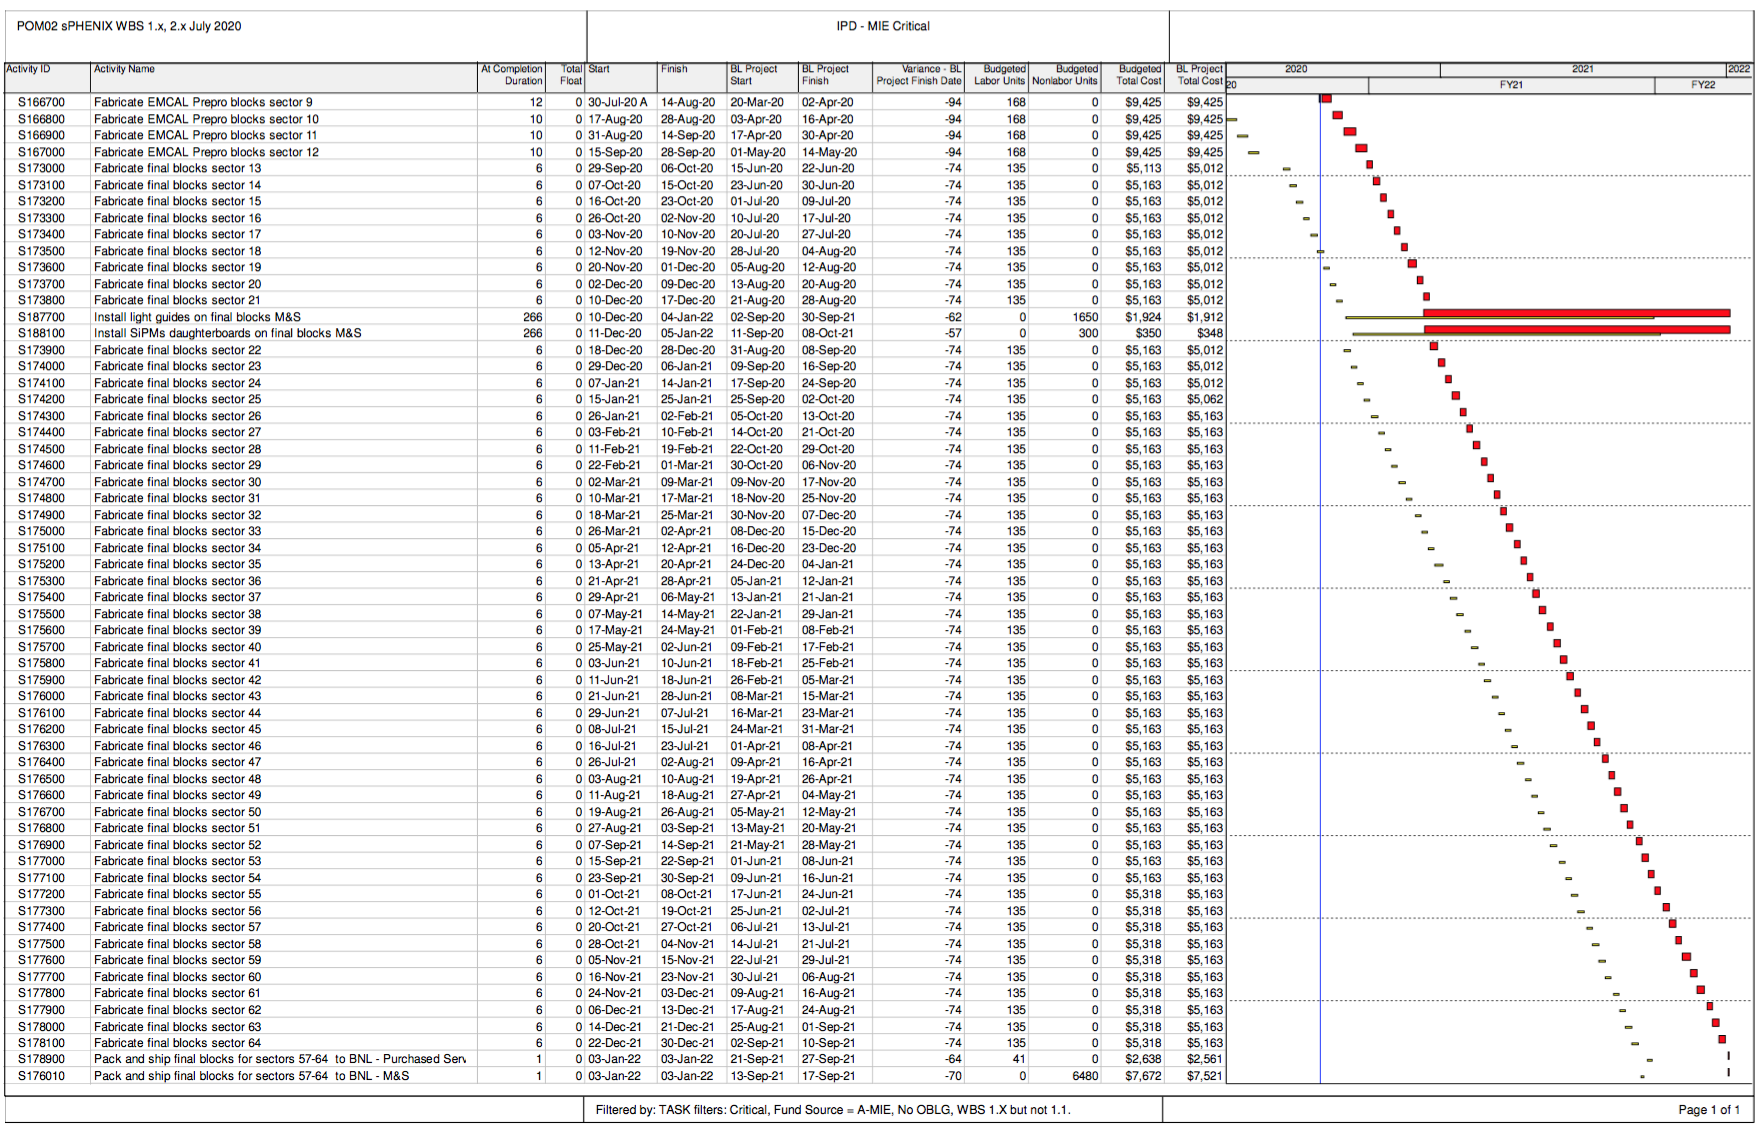 POM02 sPHENIX WBS 1.x, 2.x July 2020 IPD - MIE Critical
Activity ID Activity Name At Completion Duration Total Float Start Finish BL Project Start BL Project Finish Variance - BL Project Finish Date Budgeted Labor Units Budgeted Nonlabor Units Budgeted Total Cost BL Project Total Cost 2020 2021 2022
20 FY21 FY22
S166700 Fabricate EMCAL Prepro blocks sector 9 12 0 30-Jul-20 A 14-Aug-20 20-Mar-20 02-Apr-20 -94 168 0 $9,425 $9,425
S166800 Fabricate EMCAL Prepro blocks sector 10 10 0 17-Aug-20 28-Aug-20 03-Apr-20 16-Apr-20 -94 168 0 $9,425 $9,425
S166900 Fabricate EMCAL Prepro blocks sector 11 10 0 31-Aug-20 14-Sep-20 17-Apr-20 30-Apr-20 -94 168 0 $9,425 $9,425
S167000 Fabricate EMCAL Prepro blocks sector 12 10 0 15-Sep-20 28-Sep-20 01-May-20 14-May-20 -94 168 0 $9,425 $9,425
S173000 Fabricate final blocks sector 13 6 0 29-Sep-20 06-Oct-20 15-Jun-20 22-Jun-20 -74 135 0 $5,113 $5,012
S173100 Fabricate final blocks sector 14 6 0 07-Oct-20 15-Oct-20 23-Jun-20 30-Jun-20 -74 135 0 $5,163 $5,012
S173200 Fabricate final blocks sector 15 6 0 16-Oct-20 23-Oct-20 01-Jul-20 09-Jul-20 -74 135 0 $5,163 $5,012
S173300 Fabricate final blocks sector 16 6 0 26-Oct-20 02-Nov-20 10-Jul-20 17-Jul-20 -74 135 0 $5,163 $5,012
S173400 Fabricate final blocks sector 17 6 0 03-Nov-20 10-Nov-20 20-Jul-20 27-Jul-20 -74 135 0 $5,163 $5,012
S173500 Fabricate final blocks sector 18 6 0 12-Nov-20 19-Nov-20 28-Jul-20 04-Aug-20 -74 135 0 $5,163 $5,012
S173600 Fabricate final blocks sector 19 6 0 20-Nov-20 01-Dec-20 05-Aug-20 12-Aug-20 -74 135 0 $5,163 $5,012
S173700 Fabricate final blocks sector 20 6 0 02-Dec-20 09-Dec-20 13-Aug-20 20-Aug-20 -74 135 0 $5,163 $5,012
S173800 Fabricate final blocks sector 21 6 0 10-Dec-20 17-Dec-20 21-Aug-20 28-Aug-20 -74 135 0 $5,163 $5,012
S187700 Install light guides on final blocks M&S 266 0 10-Dec-20 04-Jan-22 02-Sep-20 30-Sep-21 -62 0 1650 $1,924 $1,912
S188100 Install SiPMs daughterboards on final blocks M&S 266 0 11-Dec-20 05-Jan-22 11-Sep-20 08-Oct-21 -57 0 300 $350 $348
S173900 Fabricate final blocks sector 22 6 0 18-Dec-20 28-Dec-20 31-Aug-20 08-Sep-20 -74 135 0 $5,163 $5,012
S174000 Fabricate final blocks sector 23 6 0 29-Dec-20 06-Jan-21 09-Sep-20 16-Sep-20 -74 135 0 $5,163 $5,012
S174100 Fabricate final blocks sector 24 6 0 07-Jan-21 14-Jan-21 17-Sep-20 24-Sep-20 -74 135 0 $5,163 $5,012
S174200 Fabricate final blocks sector 25 6 0 15-Jan-21 25-Jan-21 25-Sep-20 02-Oct-20 -74 135 0 $5,163 $5,062
S174300 Fabricate final blocks sector 26 6 0 26-Jan-21 02-Feb-21 05-Oct-20 13-Oct-20 -74 135 0 $5,163 $5,163
S174400 Fabricate final blocks sector 27 6 0 03-Feb-21 10-Feb-21 14-Oct-20 21-Oct-20 -74 135 0 $5,163 $5,163
S174500 Fabricate final blocks sector 28 6 0 11-Feb-21 19-Feb-21 22-Oct-20 29-Oct-20 -74 135 0 $5,163 $5,163
S174600 Fabricate final blocks sector 29 6 0 22-Feb-21 01-Mar-21 30-Oct-20 06-Nov-20 -74 135 0 $5,163 $5,163
S174700 Fabricate final blocks sector 30 6 0 02-Mar-21 09-Mar-21 09-Nov-20 17-Nov-20 -74 135 0 $5,163 $5,163
S174800 Fabricate final blocks sector 31 6 0 10-Mar-21 17-Mar-21 18-Nov-20 25-Nov-20 -74 135 0 $5,163 $5,163
S174900 Fabricate final blocks sector 32 6 0 18-Mar-21 25-Mar-21 30-Nov-20 07-Dec-20 -74 135 0 $5,163 $5,163
S175000 Fabricate final blocks sector 33 6 0 26-Mar-21 02-Apr-21 08-Dec-20 15-Dec-20 -74 135 0 $5,163 $5,163
S175100 Fabricate final blocks sector 34 6 0 05-Apr-21 12-Apr-21 16-Dec-20 23-Dec-20 -74 135 0 $5,163 $5,163
S175200 Fabricate final blocks sector 35 6 0 13-Apr-21 20-Apr-21 24-Dec-20 04-Jan-21 -74 135 0 $5,163 $5,163
S175300 Fabricate final blocks sector 36 6 0 21-Apr-21 28-Apr-21 05-Jan-21 12-Jan-21 -74 135 0 $5,163 $5,163
S175400 Fabricate final blocks sector 37 6 0 29-Apr-21 06-May-21 13-Jan-21 21-Jan-21 -74 135 0 $5,163 $5,163
S175500 Fabricate final blocks sector 38 6 0 07-May-21 14-May-21 22-Jan-21 29-Jan-21 -74 135 0 $5,163 $5,163
S175600 Fabricate final blocks sector 39 6 0 17-May-21 24-May-21 01-Feb-21 08-Feb-21 -74 135 0 $5,163 $5,163
S175700 Fabricate final blocks sector 40 6 0 25-May-21 02-Jun-21 09-Feb-21 17-Feb-21 -74 135 0 $5,163 $5,163
S175800 Fabricate final blocks sector 41 6 0 03-Jun-21 10-Jun-21 18-Feb-21 25-Feb-21 -74 135 0 $5,163 $5,163
S175900 Fabricate final blocks sector 42 6 0 11-Jun-21 18-Jun-21 26-Feb-21 05-Mar-21 -74 135 0 $5,163 $5,163
S176000 Fabricate final blocks sector 43 6 0 21-Jun-21 28-Jun-21 08-Mar-21 15-Mar-21 -74 135 0 $5,163 $5,163
S176100 Fabricate final blocks sector 44 6 0 29-Jun-21 07-Jul-21 16-Mar-21 23-Mar-21 -74 135 0 $5,163 $5,163
S176200 Fabricate final blocks sector 45 6 0 08-Jul-21 15-Jul-21 24-Mar-21 31-Mar-21 -74 135 0 $5,163 $5,163
S176300 Fabricate final blocks sector 46 6 0 16-Jul-21 23-Jul-21 01-Apr-21 08-Apr-21 -74 135 0 $5,163 $5,163
S176400 Fabricate final blocks sector 47 6 0 26-Jul-21 02-Aug-21 09-Apr-21 16-Apr-21 -74 135 0 $5,163 $5,163
S176500 Fabricate final blocks sector 48 6 0 03-Aug-21 10-Aug-21 19-Apr-21 26-Apr-21 -74 135 0 $5,163 $5,163
S176600 Fabricate final blocks sector 49 6 0 11-Aug-21 18-Aug-21 27-Apr-21 04-May-21 -74 135 0 $5,163 $5,163
S176700 Fabricate final blocks sector 50 6 0 19-Aug-21 26-Aug-21 05-May-21 12-May-21 -74 135 0 $5,163 $5,163
S176800 Fabricate final blocks sector 51 6 0 27-Aug-21 03-Sep-21 13-May-21 20-May-21 -74 135 0 $5,163 $5,163
S176900 Fabricate final blocks sector 52 6 0 07-Sep-21 14-Sep-21 21-May-21 28-May-21 -74 135 0 $5,163 $5,163
S177000 Fabricate final blocks sector 53 6 0 15-Sep-21 22-Sep-21 01-Jun-21 08-Jun-21 -74 135 0 $5,163 $5,163
S177100 Fabricate final blocks sector 54 6 0 23-Sep-21 30-Sep-21 09-Jun-21 16-Jun-21 -74 135 0 $5,163 $5,163
S177200 Fabricate final blocks sector 55 6 0 01-Oct-21 08-Oct-21 17-Jun-21 24-Jun-21 -74 135 0 $5,318 $5,163
S177300 Fabricate final blocks sector 56 6 0 12-Oct-21 19-Oct-21 25-Jun-21 02-Jul-21 -74 135 0 $5,318 $5,163
S177400 Fabricate final blocks sector 57 6 0 20-Oct-21 27-Oct-21 06-Jul-21 13-Jul-21 -74 135 0 $5,318 $5,163
S177500 Fabricate final blocks sector 58 6 0 28-Oct-21 04-Nov-21 14-Jul-21 21-Jul-21 -74 135 0 $5,318 $5,163
S177600 Fabricate final blocks sector 59 6 0 05-Nov-21 15-Nov-21 22-Jul-21 29-Jul-21 -74 135 0 $5,318 $5,163
S177700 Fabricate final blocks sector 60 6 0 16-Nov-21 23-Nov-21 30-Jul-21 06-Aug-21 -74 135 0 $5,318 $5,163
S177800 Fabricate final blocks sector 61 6 0 24-Nov-21 03-Dec-21 09-Aug-21 16-Aug-21 -74 135 0 $5,318 $5,163
S177900 Fabricate final blocks sector 62 6 0 06-Dec-21 13-Dec-21 17-Aug-21 24-Aug-21 -74 135 0 $5,318 $5,163
S178000 Fabricate final blocks sector 63 6 0 14-Dec-21 21-Dec-21 25-Aug-21 01-Sep-21 -74 135 0 $5,318 $5,163
S178100 Fabricate final blocks sector 64 6 0 22-Dec-21 30-Dec-21 02-Sep-21 10-Sep-21 -74 135 0 $5,318 $5,163
S178900 Pack and ship final blocks for sectors 57-64 to BNL - Purchased Serv 1 0 03-Jan-22 03-Jan-22 21-Sep-21 27-Sep-21 -64 41 0 $2,638 $2,561
S176010 Pack and ship final blocks for sectors 57-64 to BNL - M&S 1 0 03-Jan-22 03-Jan-22 13-Sep-21 17-Sep-21 -70 0 6480 $7,672 $7,521
Filtered by: TASK filters: Critical, Fund Source = A-MIE, No OBLG, WBS 1.X but not 1.1. Page 1 of 1